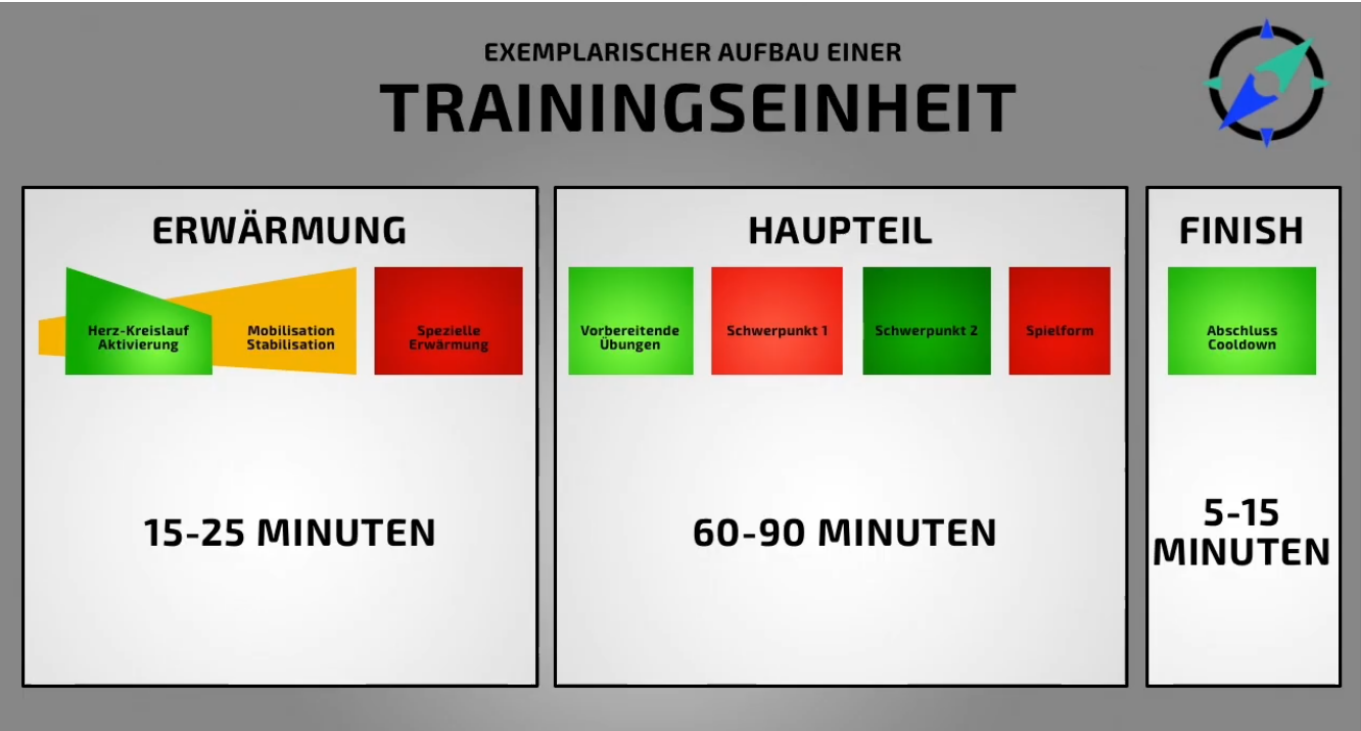 EXEMPLARISCHER AUFBAU EINER
TRAININGSEINHEIT
ERWÄRMUNG
Herz-Kreislauf
Aktivierung
Mobilisation
Stabilisation
Spezielle
Erwärmung
15-25 MINUTEN
HAUPTEIL
Vorbereitende
Übungen
Schwerpunkt 1
Schwerpunkt 2
Spielform
60-90 MINUTEN
FINISH
Abschluss
Cooldown
5-15
MINUTEN